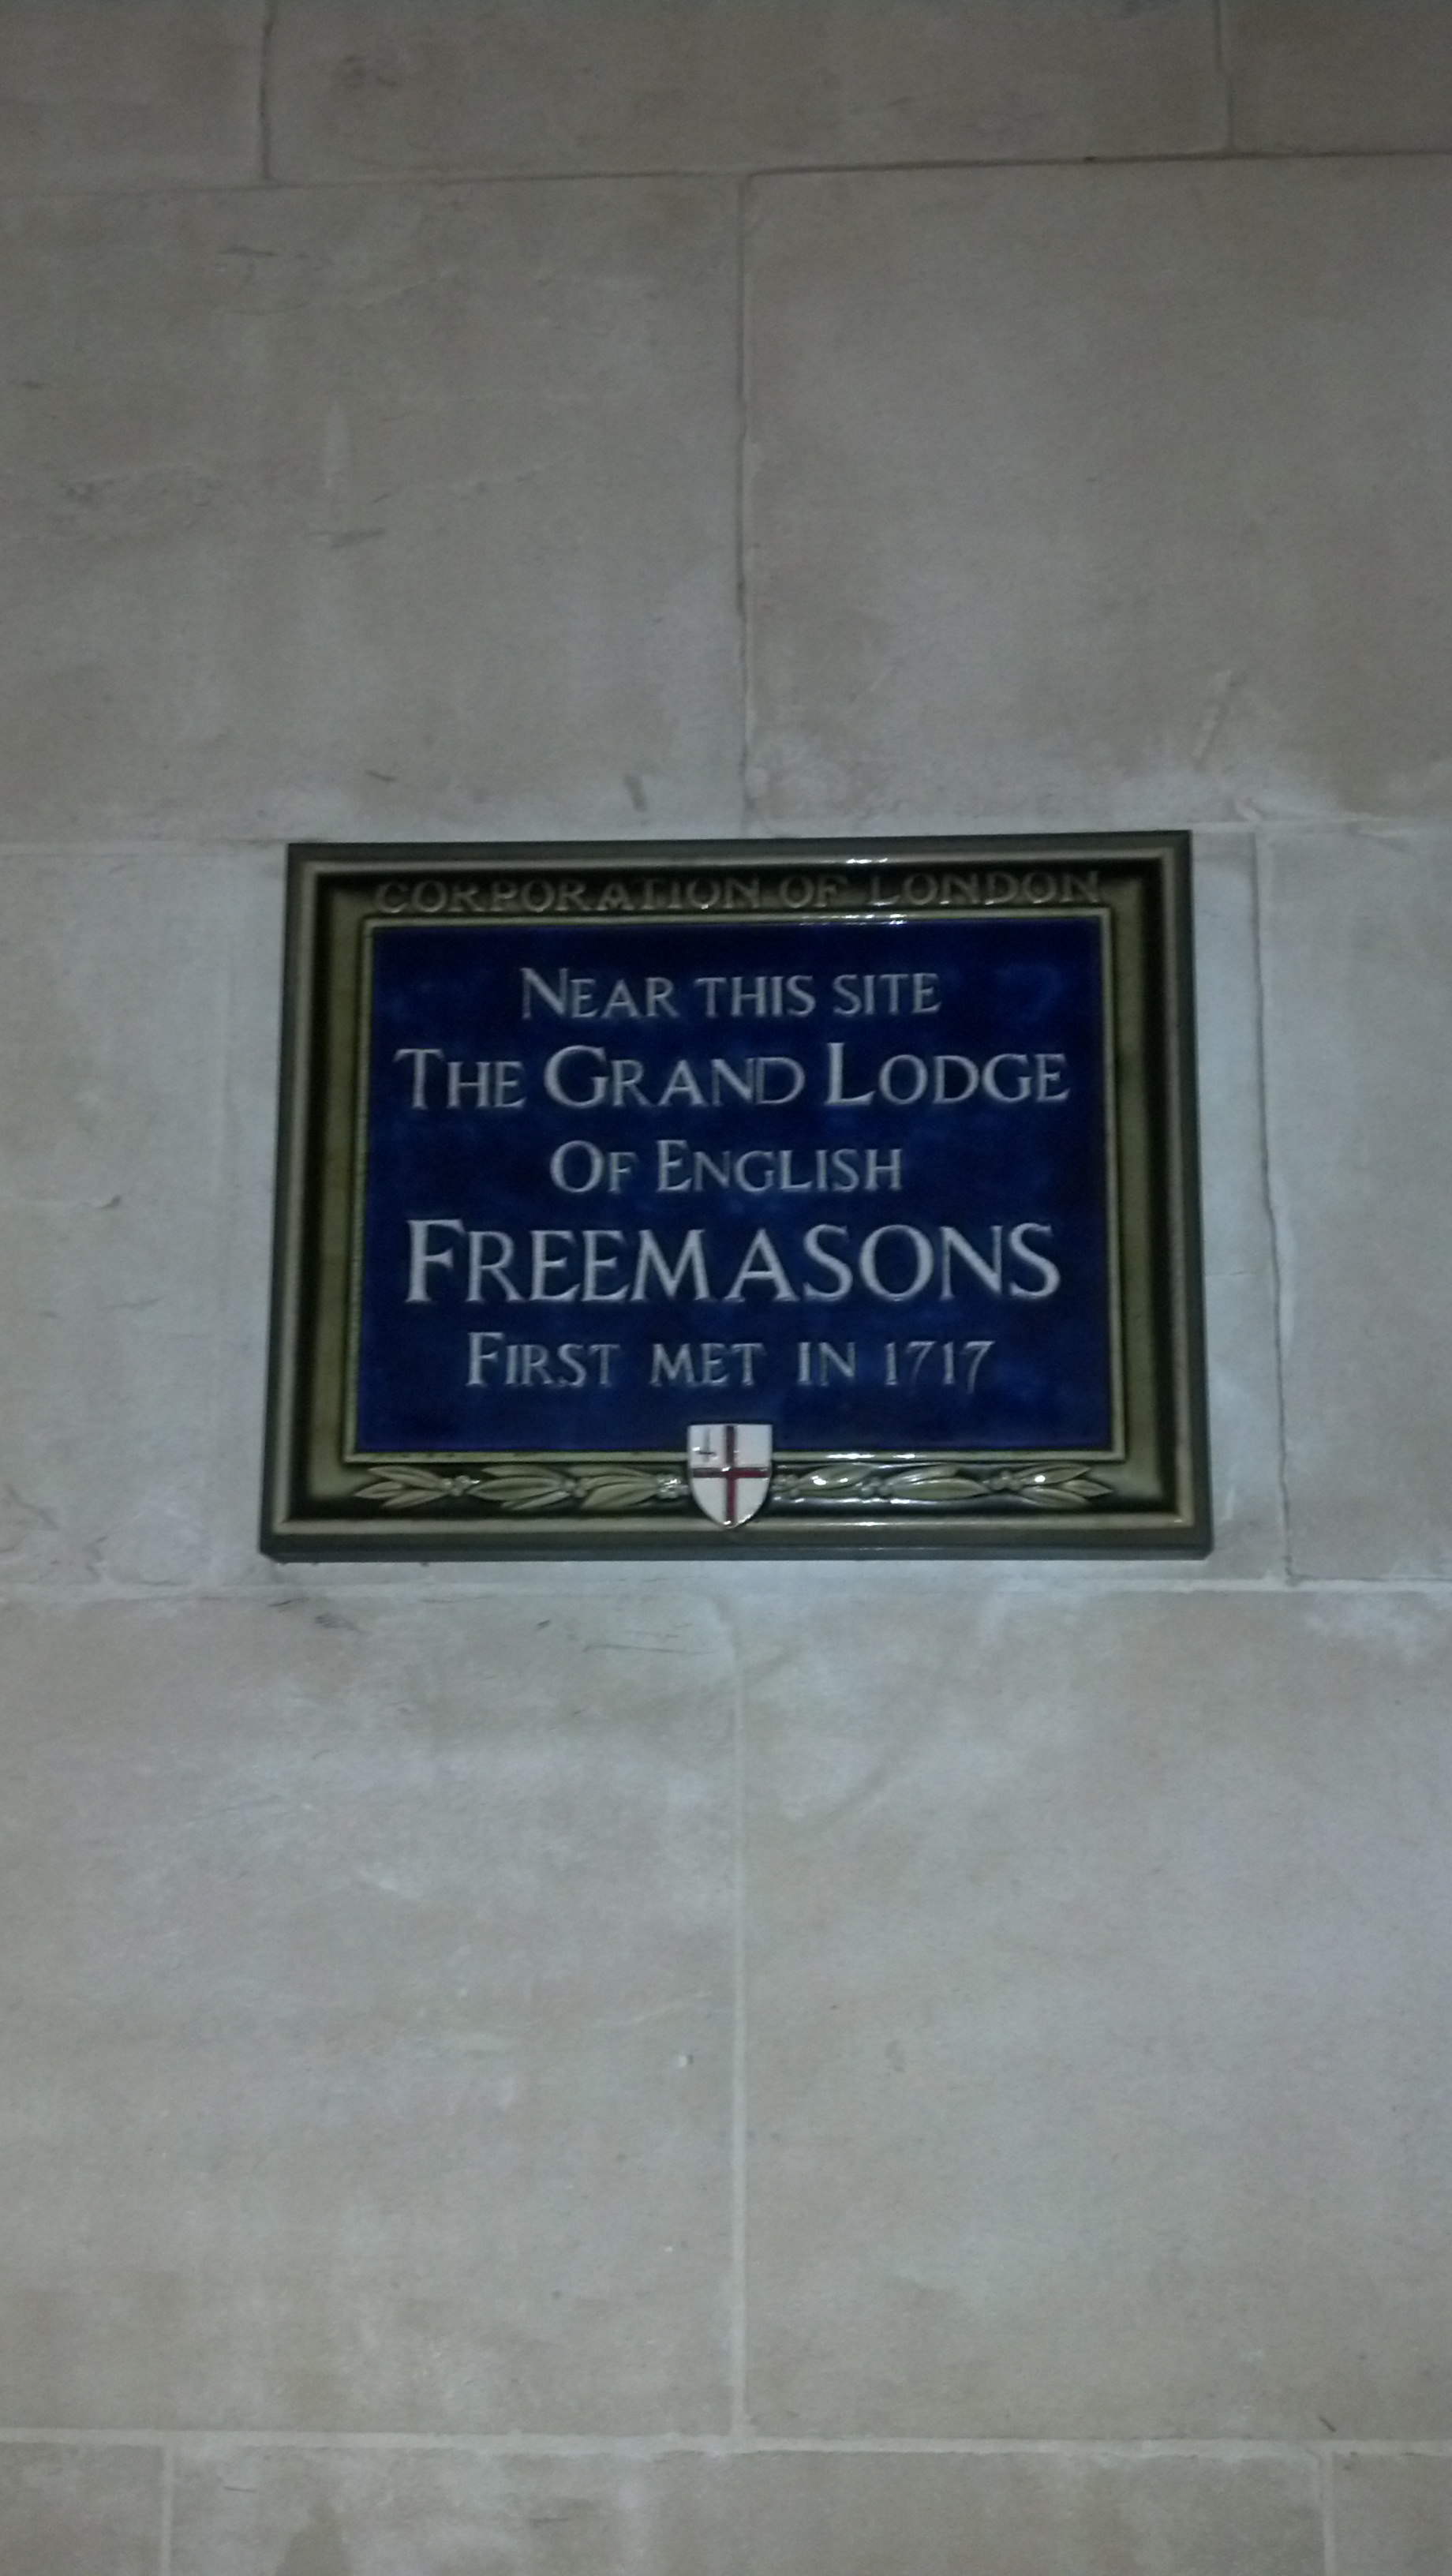 CORPORATION OF LONDON
NEAR THIS SITE
THE GRAND LODGE
OF ENGLISH
FREEMASONS
FIRST MET IN 1717